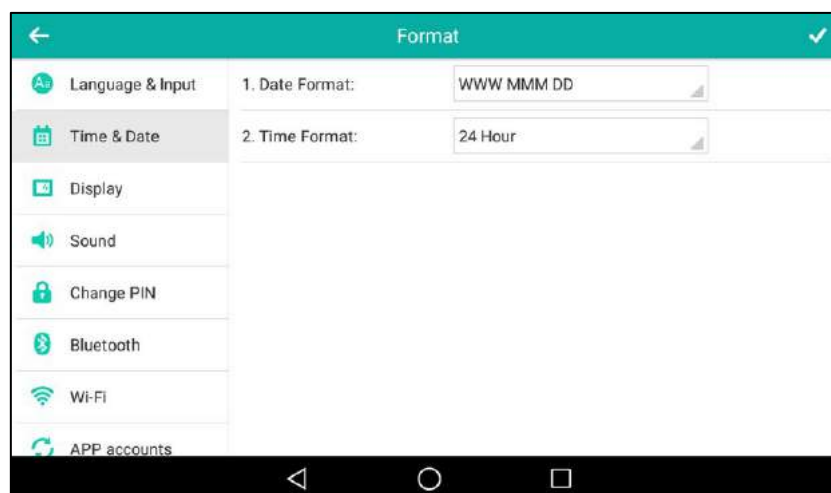 Format
Language & Input
1. Date Format: WWW MMM DD
Time & Date
2. Time Format: 24 Hour
Display
Sound
Change PIN
Bluetooth
Wi-Fi
APP accounts